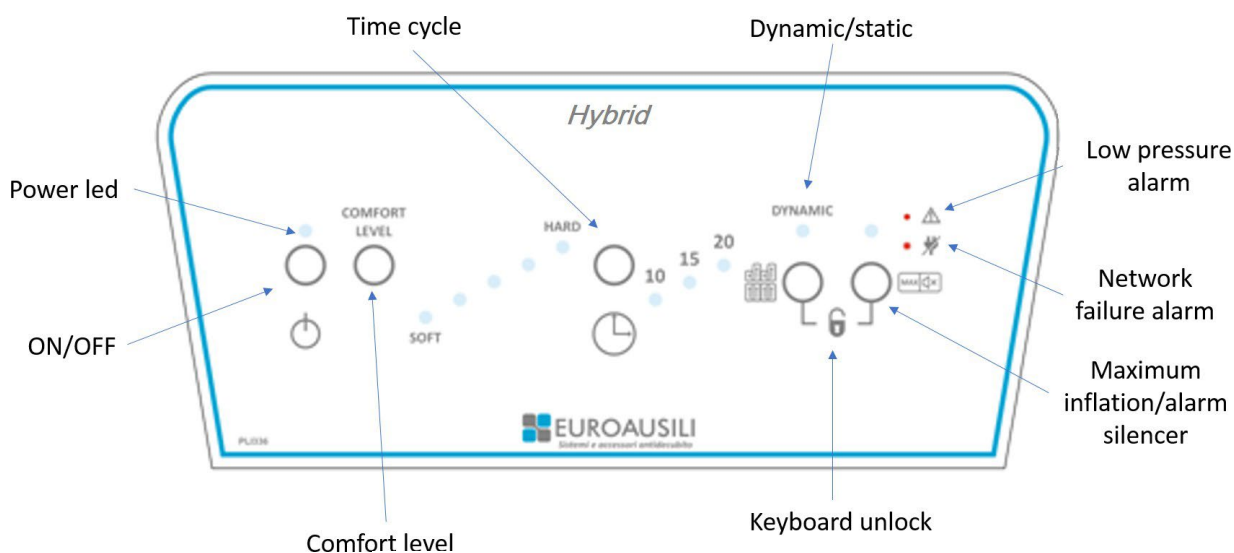 Time cycle
Dynamic/static
Hybrid
Low pressure
alarm
Power led
COMFORT
LEVEL
HARD
DYNAMIC
20
15
10
MAX
Network
failure alarm
SOFT
ON/OFF
Maximum
inflation/alarm
silencer
EUROAUSILI
Sistemi e accessori antidecubito
PL036
Keyboard unlock
Comfort level